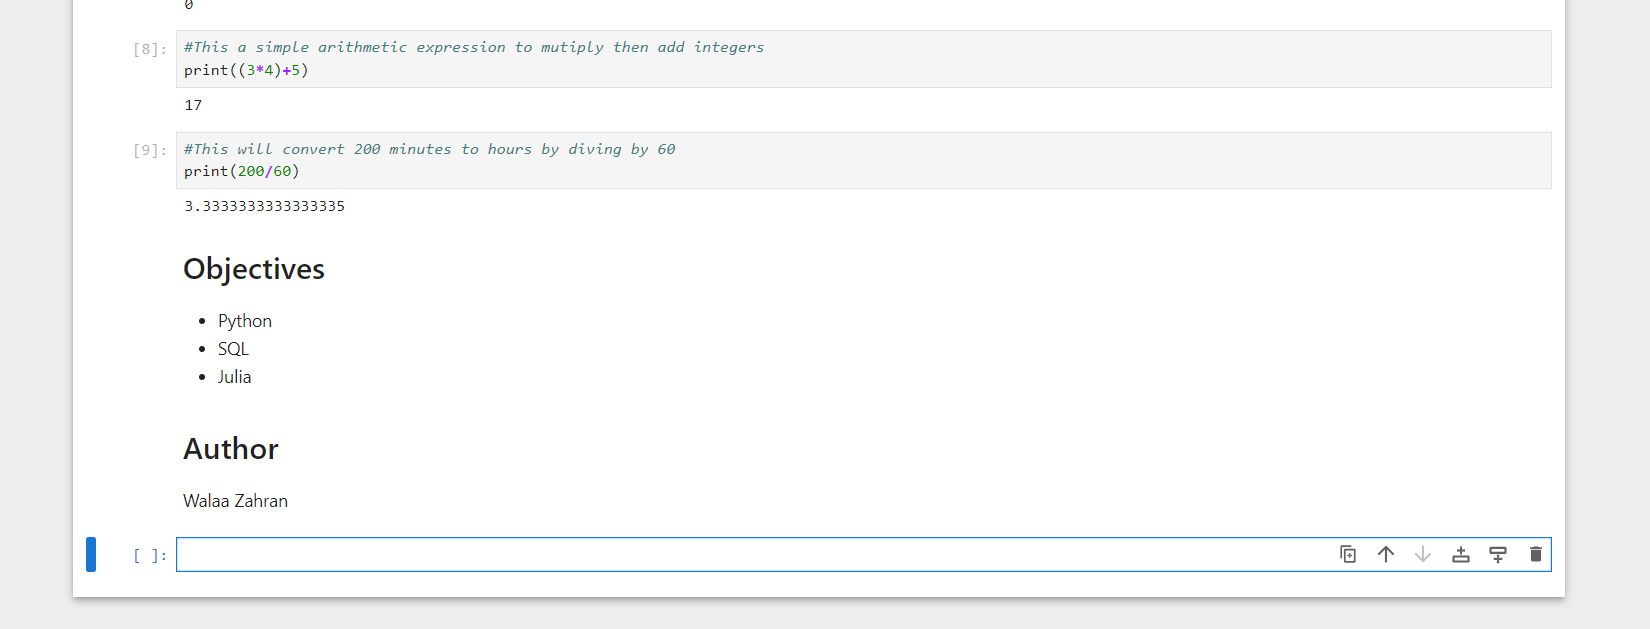 0
[8]: #This a simple arithmetic expression to mutiply then add integers
print((3*4)+5)
17
[9]: #This will convert 200 minutes to hours by diving by 60
print(200/60)
3.3333333333333335
Objectives
• Python
• SQL
• Julia
Author
Walaa Zahran
[ ]: